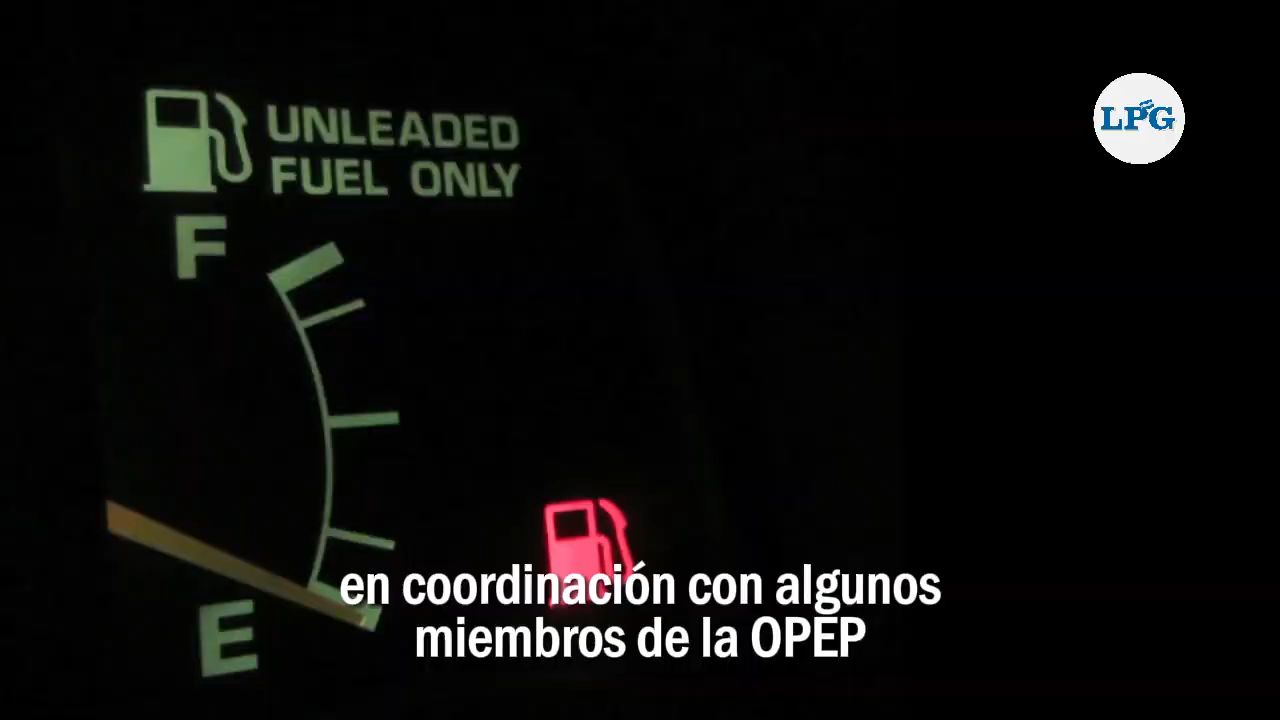 UNLEADED
FUEL ONLY
LPG
F
E
en coordinación con algunos
miembros de la OPEP